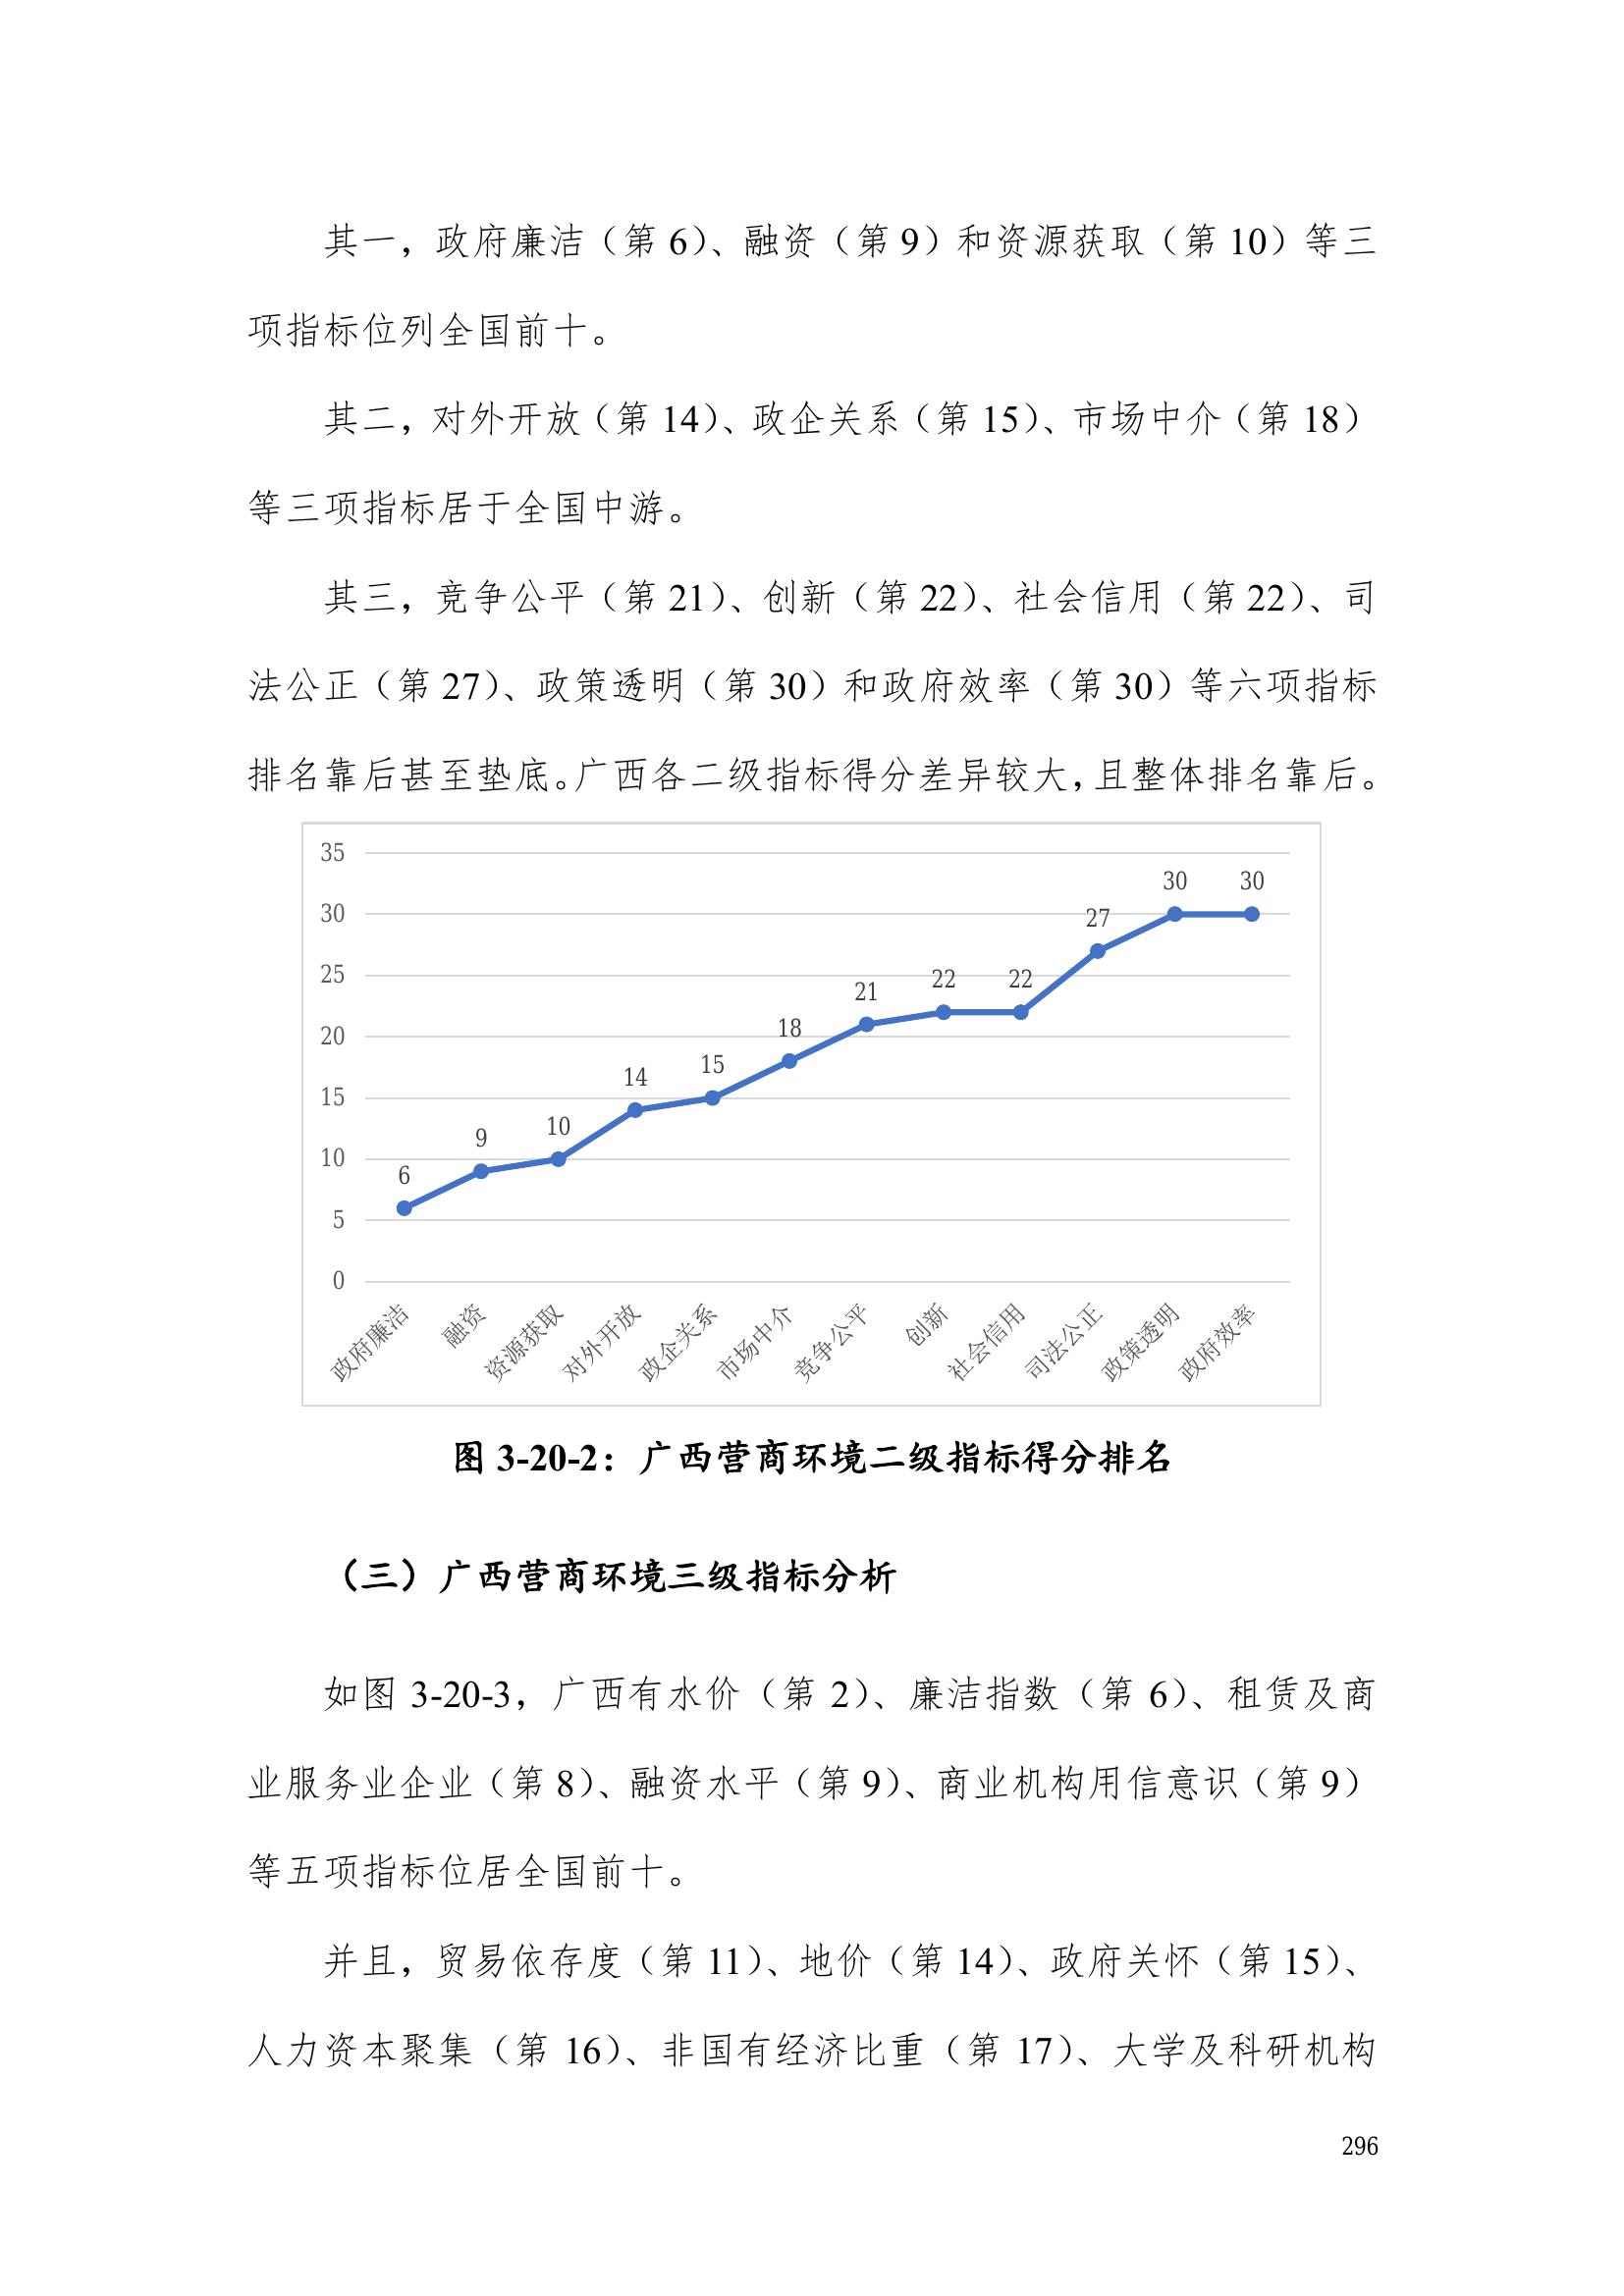 其一，政府廉洁（第 6）、融资（第 9）和资源获取（第 10）等三
项指标位列全国前十。
其二，对外开放（第 14）、政企关系（第 15）、市场中介（第 18）
等三项指标居于全国中游。
其三，竞争公平（第 21）、创新（第 22）、社会信用（第 22）、司
法公正（第 27）、政策透明（第 30）和政府效率（第 30）等六项指标
排名靠后甚至垫底。广西各二级指标得分差异较大，且整体排名靠后。
35
30
25
20
15
10
5
0
6
9
10
14
15
18
21
22
22
27
30
30
政府廉洁
融资
资源获取
对外开放
政企关系
市场中介
竞争公平
创新
社会信用
司法公正
政策透明
政府效率
图 3-20-2：广西营商环境二级指标得分排名
（三）广西营商环境三级指标分析
如图 3-20-3，广西有水价（第 2）、廉洁指数（第 6）、租赁及商
业服务业企业（第 8）、融资水平（第 9）、商业机构用信意识（第 9）
等五项指标位居全国前十。
并且，贸易依存度（第 11）、地价（第 14）、政府关怀（第 15）、
人力资本聚集（第 16）、非国有经济比重（第 17）、大学及科研机构
296